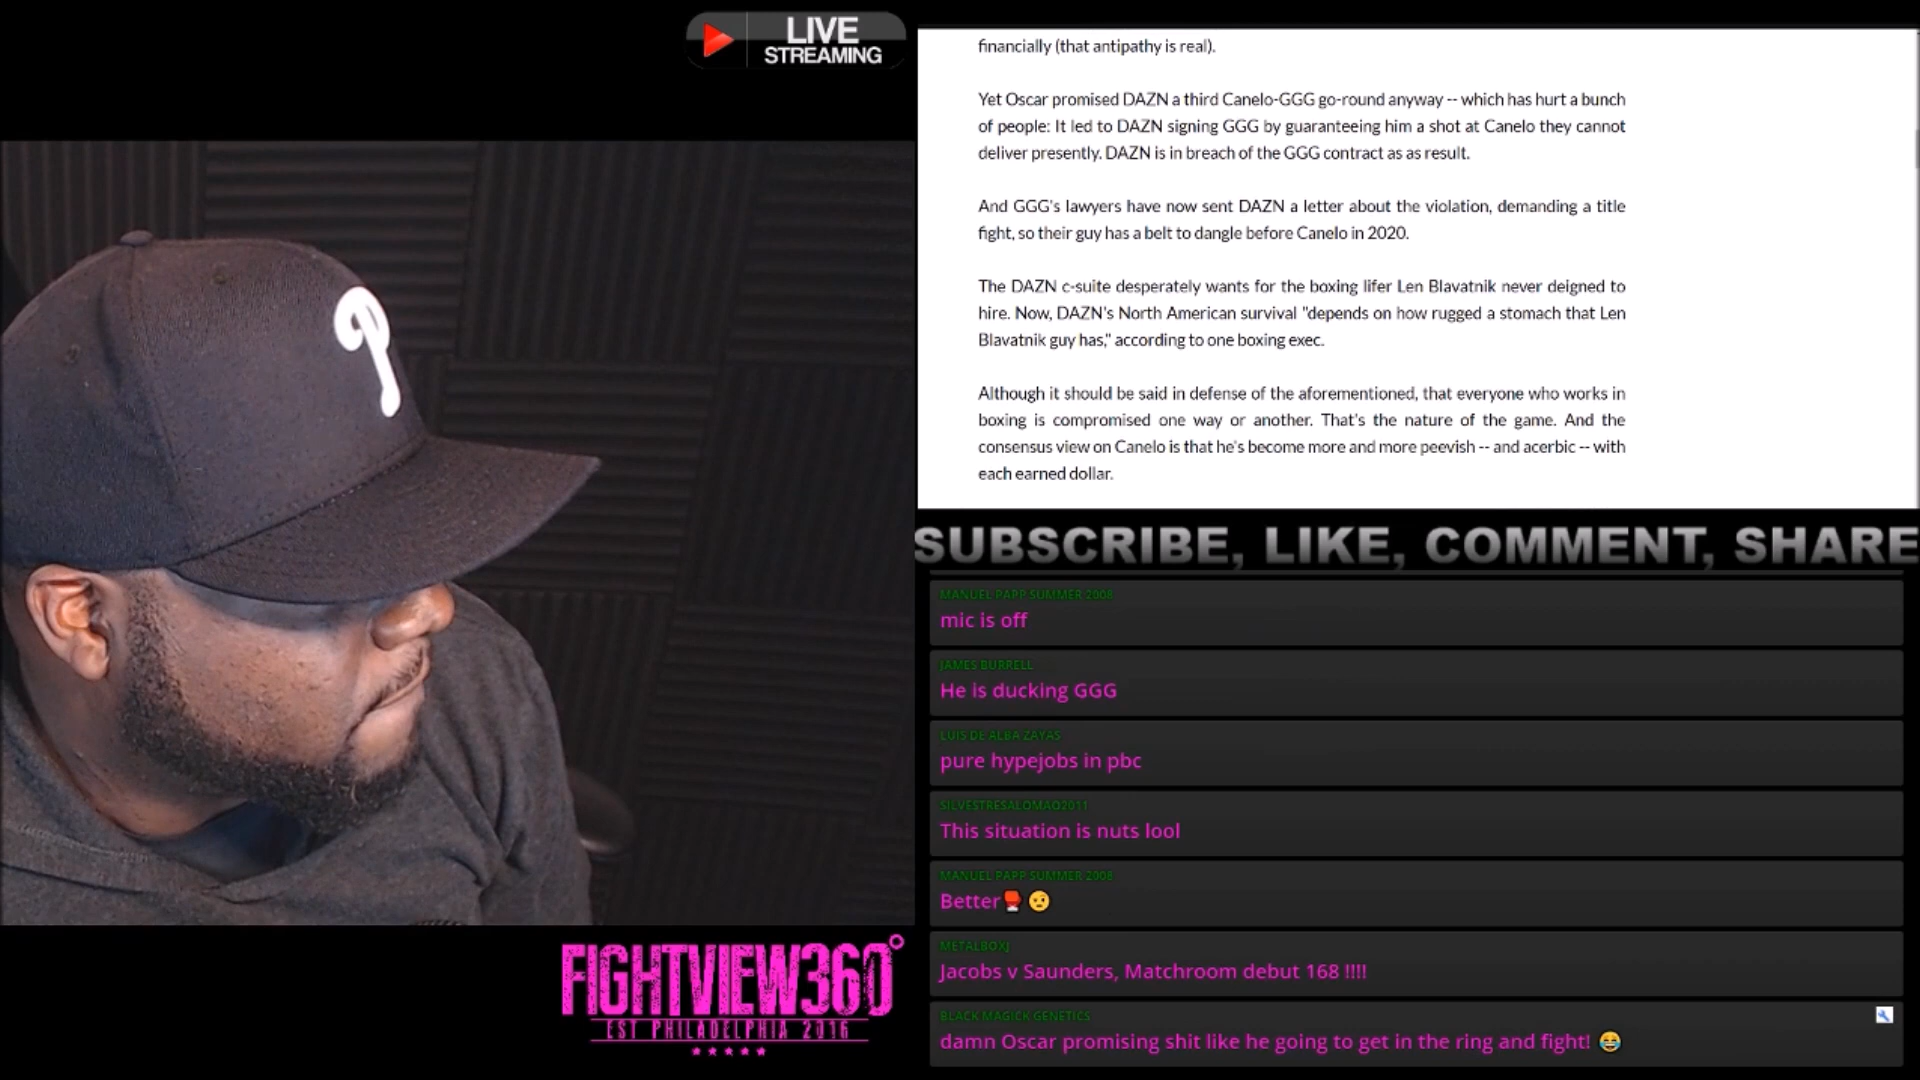 LIVE
STREAMING
financially (that antipathy is real).
Yet Oscar promised DAZN a third Canelo-GGG go-round anyway -- which has hurt a bunch
of people: It led to DAZN signing GGG by guaranteeing him a shot at Canelo they cannot
deliver presently. DAZN is in breach of the GGG contract as as result.
And GGG's lawyers have now sent DAZN a letter about the violation, demanding a title
fight, so their guy has a belt to dangle before Canelo in 2020.
The DAZN c-suite desperately wants for the boxing lifer Len Blavatnik never deigned to
hire. Now, DAZN's North American survival "depends on how rugged a stomach that Len
Blavatnik guy has," according to one boxing exec.
Although it should be said in defense of the aforementioned, that everyone who works in
boxing is compromised one way or another. That's the nature of the game. And the
consensus view on Canelo is that he's become more and more peevish -- and acerbic -- with
each earned dollar.
SUBSCRIBE, LIKE, COMMENT, SHARE
MANUEL PAPP SUMMER 2008
mic is off
JAMES BURRELL
He is ducking GGG
LUIS DE ALBA ZAYAS
pure hypejobs in pbc
SILVESTRESALOMAO2011
This situation is nuts lool
MANUEL PAPP SUMMER 2008
Better🥊😟
METALBOXJ
Jacobs v Saunders, Matchroom debut 168 !!!!
BLACK MAGICK GENETICS
damn Oscar promising shit like he going to get in the ring and fight! 😂
P
FIGHTVIEW360°
EST PHILADELPHIA 2016